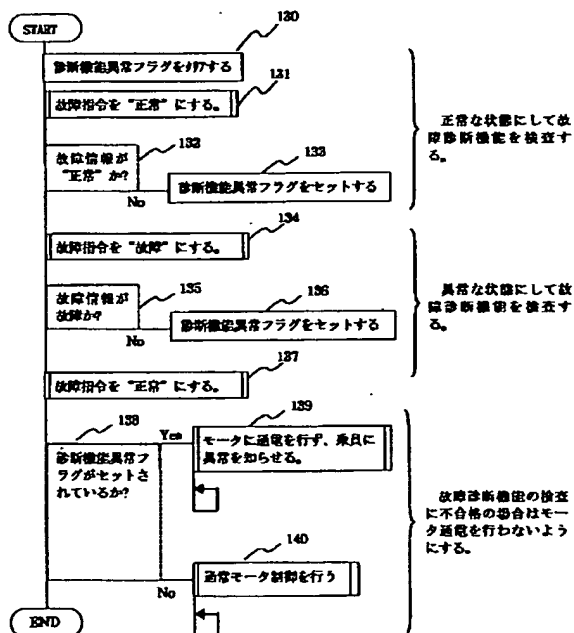 START
130
診断機能異常フラグをクリアする
131
故障指令を“正常”にする。
正常な状態にして故
障診断機能を検査す
る。
132
故障情報が
“正常”か?
133
No
診断機能異常フラグをセットする
134
故障指令を“故障”にする。
135
故障情報が
故障か?
136
No
診断機能異常フラグをセットする
異常な状態にして故
障診断機能を検査す
る。
137
故障指令を“正常”にする。
138
診断機能異常フ
ラグがセットさ
れているか?
Yes
139
モータに通電を行ず、乗員に
異常を知らせる。
故障診断機能の検査
に不合格の場合はモー
タ通電を行わないよう
にする。
140
No
通常モータ制御を行う
END